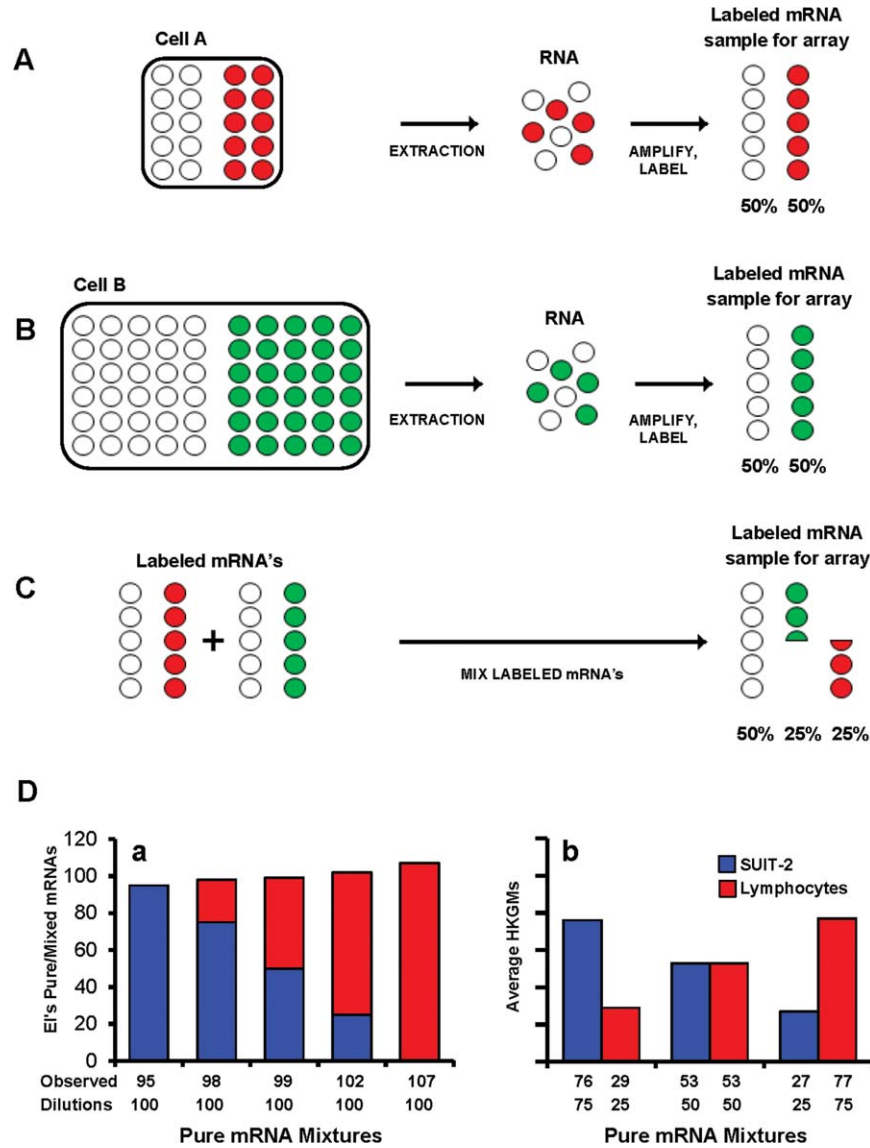 A
Cell A
RNA
Labeled mRNA
sample for array
EXTRACTION
AMPLIFY,
LABEL
50% 50%
B
Cell B
RNA
Labeled mRNA
sample for array
EXTRACTION
AMPLIFY,
LABEL
50% 50%
C
Labeled mRNA's
+
MIX LABELED mRNA's
Labeled mRNA
sample for array
50% 25% 25%
D
a
EI's Pure/Mixed mRNAs
120
100
80
60
40
20
0
Observed 95 98 99 102 107
Dilutions 100 100 100 100 100
Pure mRNA Mixtures
b
SUIT-2
Lymphocytes
Average HKGMs
76 29 53 53 27 77
75 25 50 50 25 75
Pure mRNA Mixtures